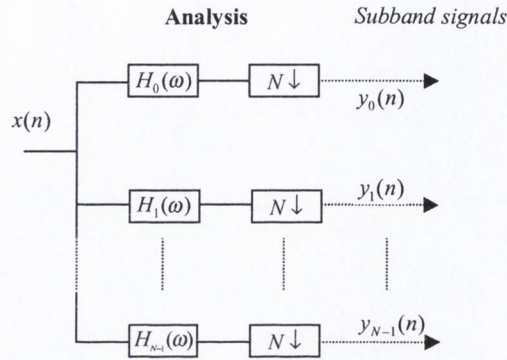 Analysis Subband signals
H₀(ω) N↓
y₀(n)
x(n)
H₁(ω) N↓ y₁(n)
H_{N-1}(ω) N↓ y_{N-1}(n)